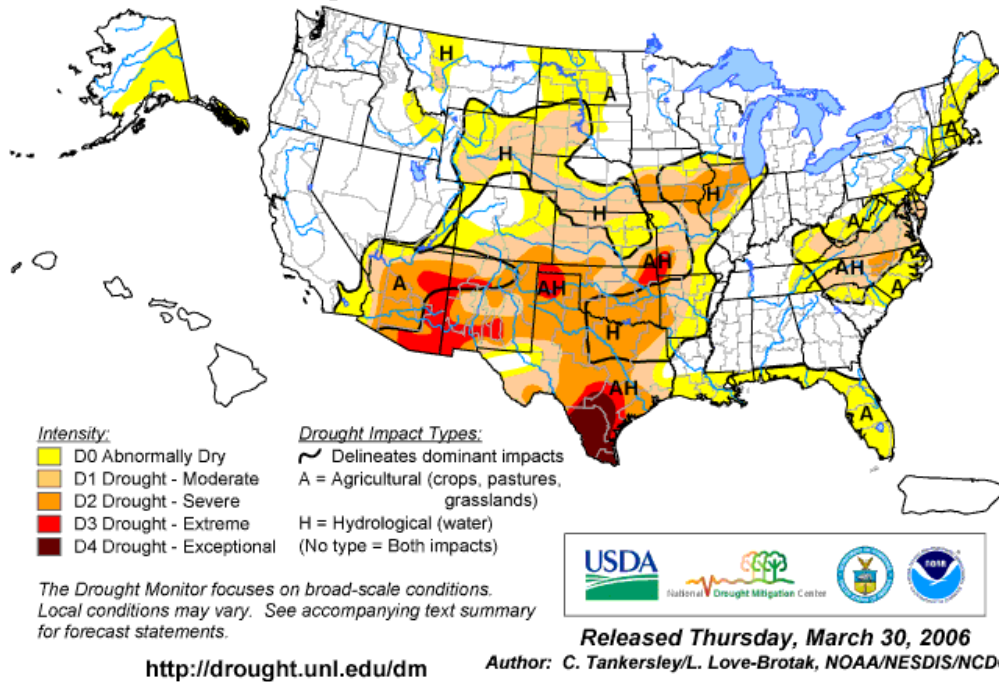 H
A
A
H
H
H
A
A
AH
AH
A
AH
A
H
AH
A
Intensity:
D0 Abnormally Dry
D1 Drought - Moderate
D2 Drought - Severe
D3 Drought - Extreme
D4 Drought - Exceptional
Drought Impact Types:
Delineates dominant impacts
A = Agricultural (crops, pastures,
grasslands)
H = Hydrological (water)
(No type = Both impacts)
The Drought Monitor focuses on broad-scale conditions.
Local conditions may vary. See accompanying text summary
for forecast statements.
http://drought.unl.edu/dm
USDA
National Drought Mitigation Center
NOAA
Released Thursday, March 30, 2006
Author: C. Tankersley/L. Love-Brotak, NOAA/NESDIS/NCD